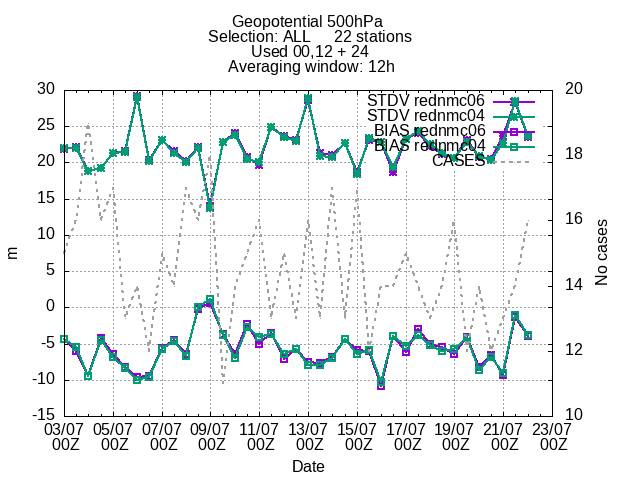 Geopotential 500hPa
Selection: ALL 22 stations
Used 00,12 + 24
Averaging window: 12h
STDV rednmc06
STDV rednmc04
BIAS rednmc06
BIAS rednmc04
CASES
30
25
20
15
10
5
0
-5
-10
-15
m
20
18
16
14
12
10
No cases
03/07 05/07 07/07 09/07 11/07 13/07 15/07 17/07 19/07 21/07 23/07
00Z 00Z 00Z 00Z 00Z 00Z 00Z 00Z 00Z 00Z 00Z
Date